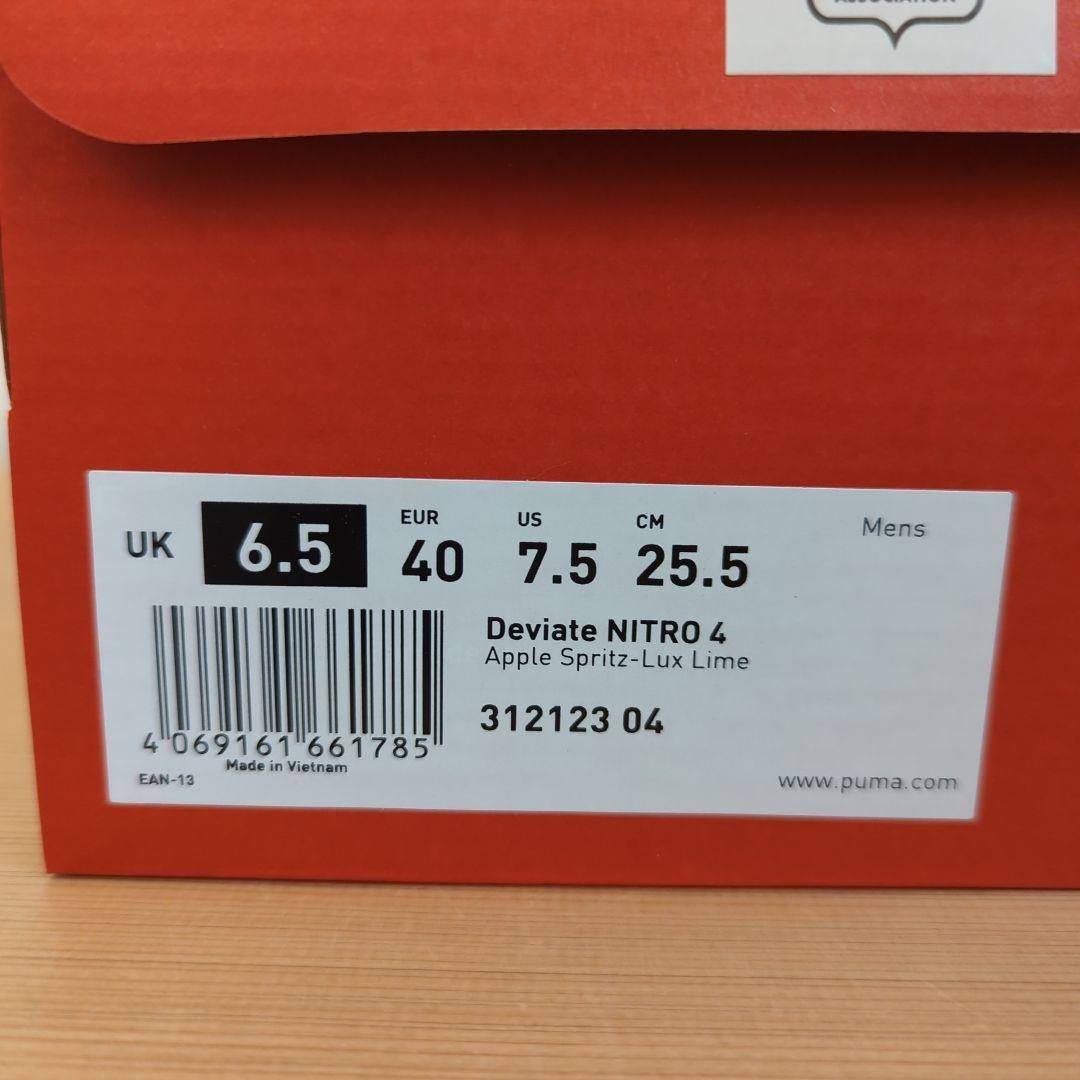 ASSOCIATION
UK 6.5
EUR 40
US 7.5
CM 25.5
Mens
Deviate NITRO 4
Apple Spritz-Lux Lime
312123 04
4 069161 661785
Made in Vietnam
EAN-13
www.puma.com